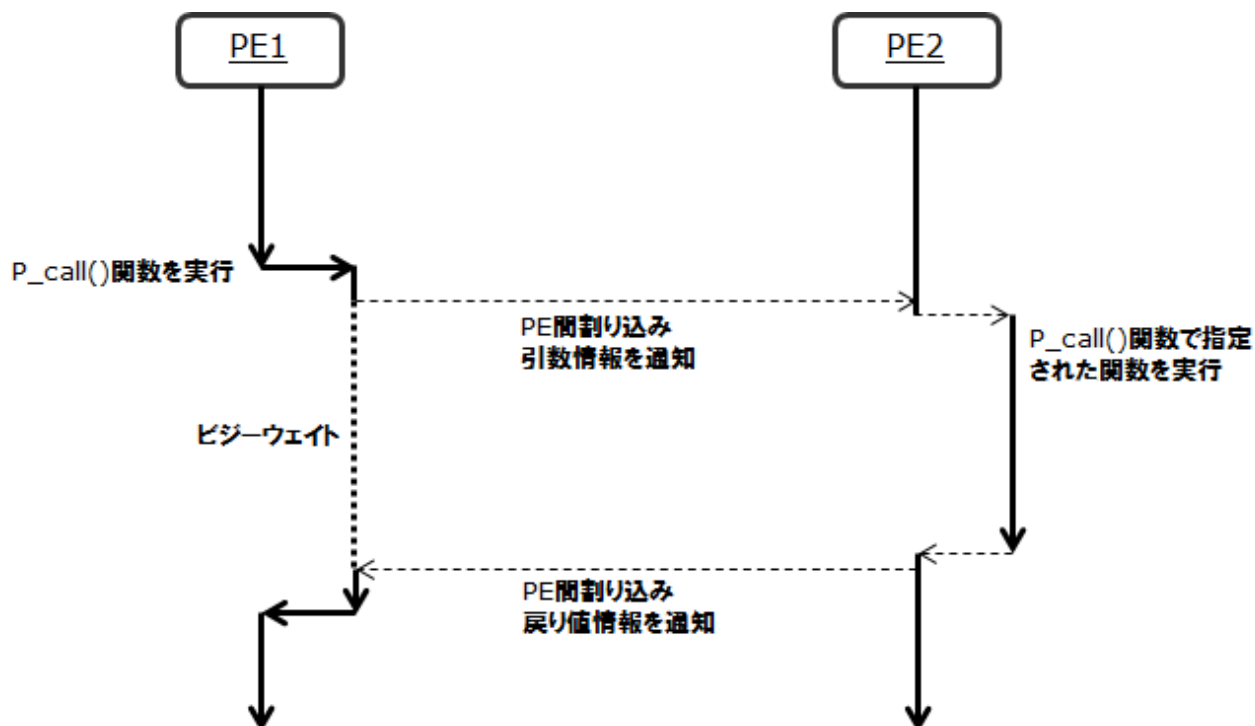 PE1
PE2
P_call()関数を実行
PE間割り込み
引数情報を通知
P_call()関数で指定
された関数を実行
ビジーウェイト
PE間割り込み
戻り値情報を通知